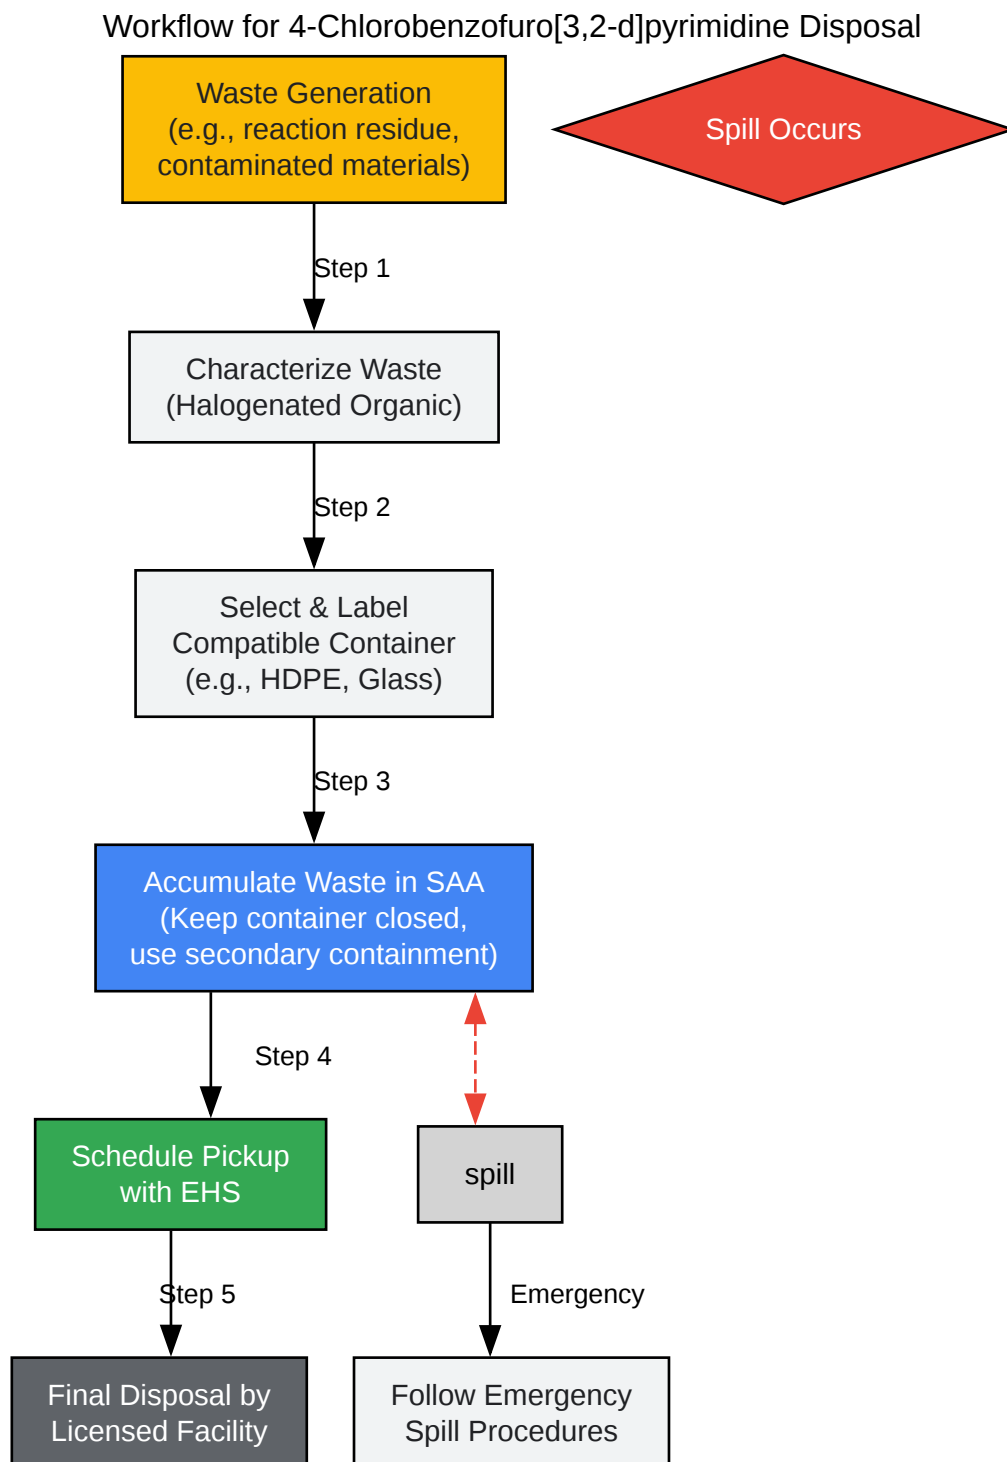 Workflow for 4-Chlorobenzofuro[3,2-d]pyrimidine Disposal
Waste Generation
(e.g., reaction residue,
contaminated materials)
Spill Occurs
Step 1
Characterize Waste
(Halogenated Organic)
Step 2
Select & Label
Compatible Container
(e.g., HDPE, Glass)
Step 3
Accumulate Waste in SAA
(Keep container closed,
use secondary containment)
Step 4
Schedule Pickup
with EHS
spill
Step 5
Emergency
Final Disposal by
Licensed Facility
Follow Emergency
Spill Procedures